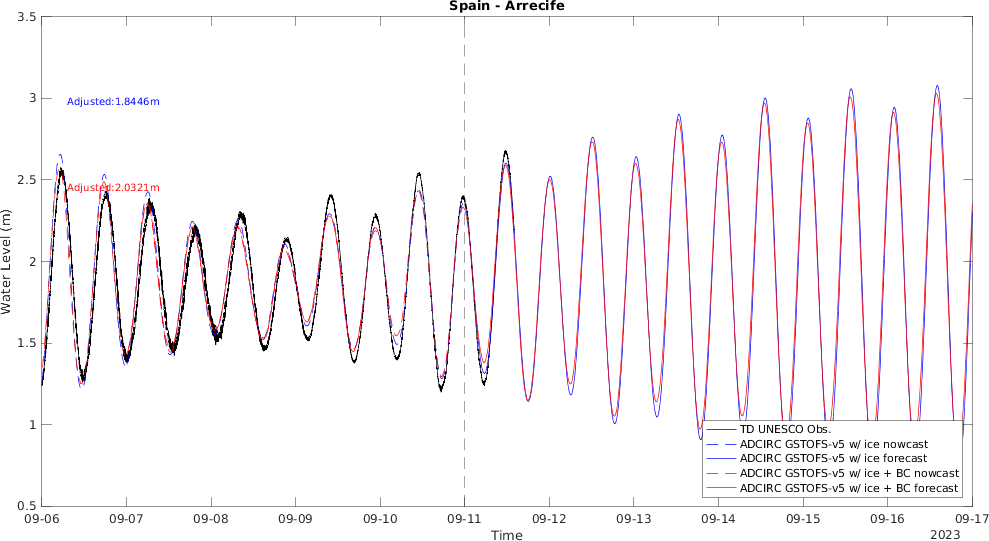 Spain - Arrecife
3.5
3
2.5
2
1.5
1
0.5
Water Level (m)
Adjusted:1.8446m
Adjusted:2.0321m
TD UNESCO Obs.
ADCIRC GSTOFS-v5 w/ ice nowcast
ADCIRC GSTOFS-v5 w/ ice forecast
ADCIRC GSTOFS-v5 w/ ice + BC nowcast
ADCIRC GSTOFS-v5 w/ ice + BC forecast
09-06 09-07 09-08 09-09 09-10 09-11 09-12 09-13 09-14 09-15 09-16 09-17
Time
2023